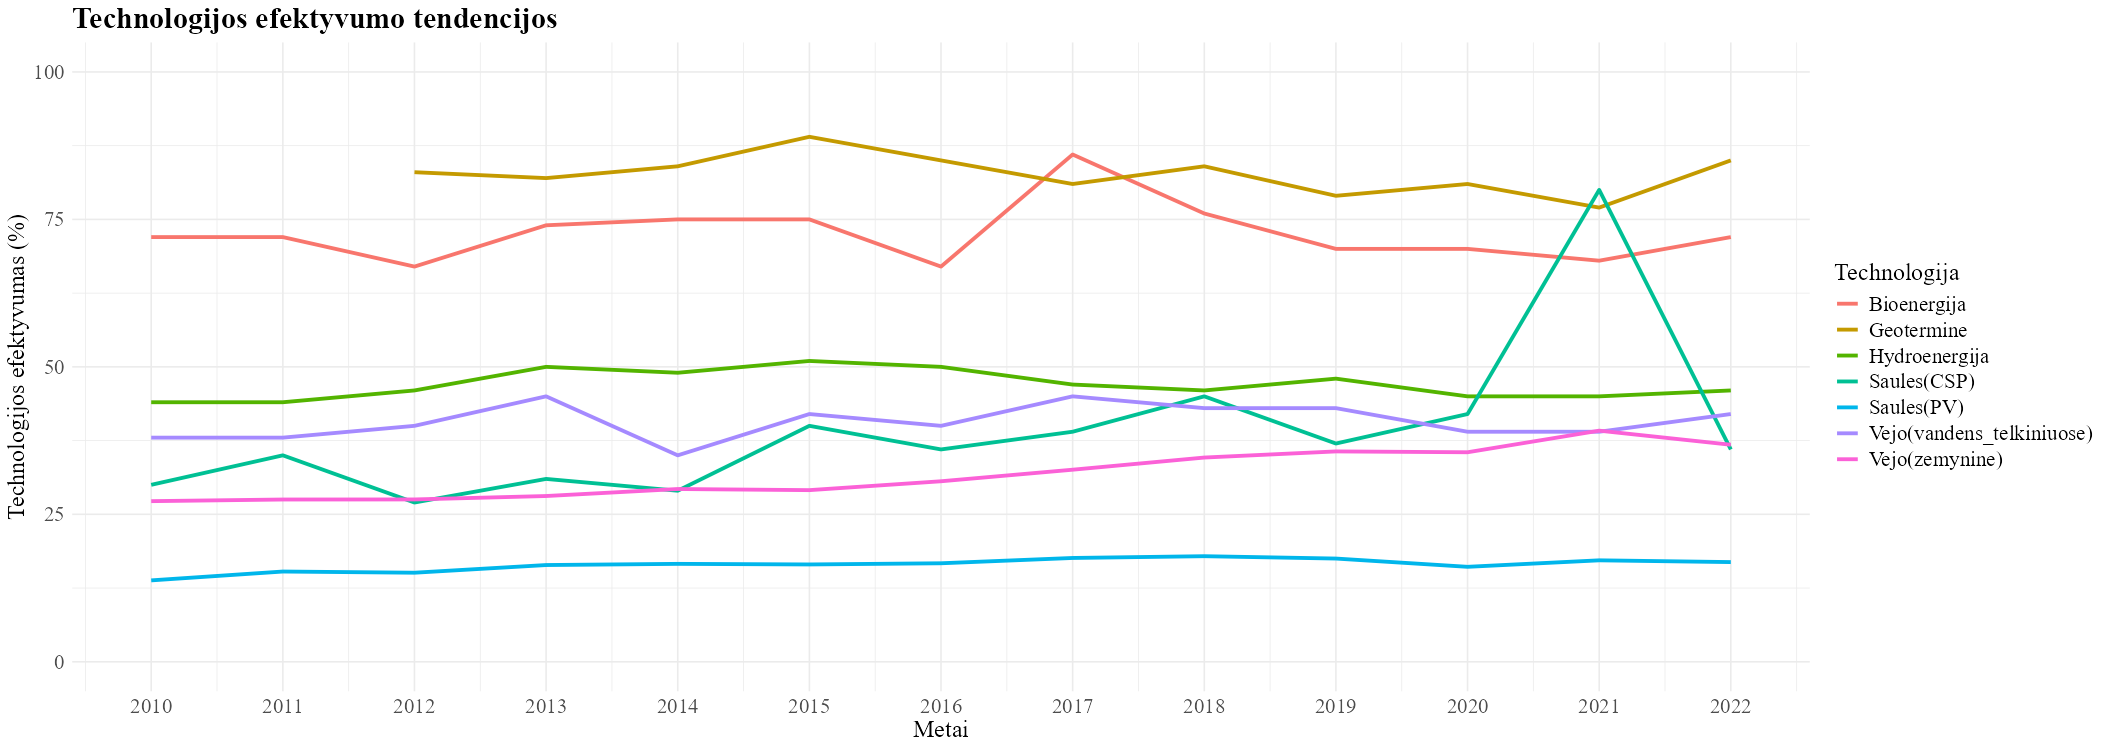 Technologijos efektyvumo tendencijos
Technologijos efektyvumas (%)
100
75
50
25
0
2010 2011 2012 2013 2014 2015 2016 2017 2018 2019 2020 2021 2022
Metai
Technologija
Bioenergija
Geotermine
Hydroenergija
Saules(CSP)
Saules(PV)
Vejo(vandens_telkiniuose)
Vejo(zemynine)